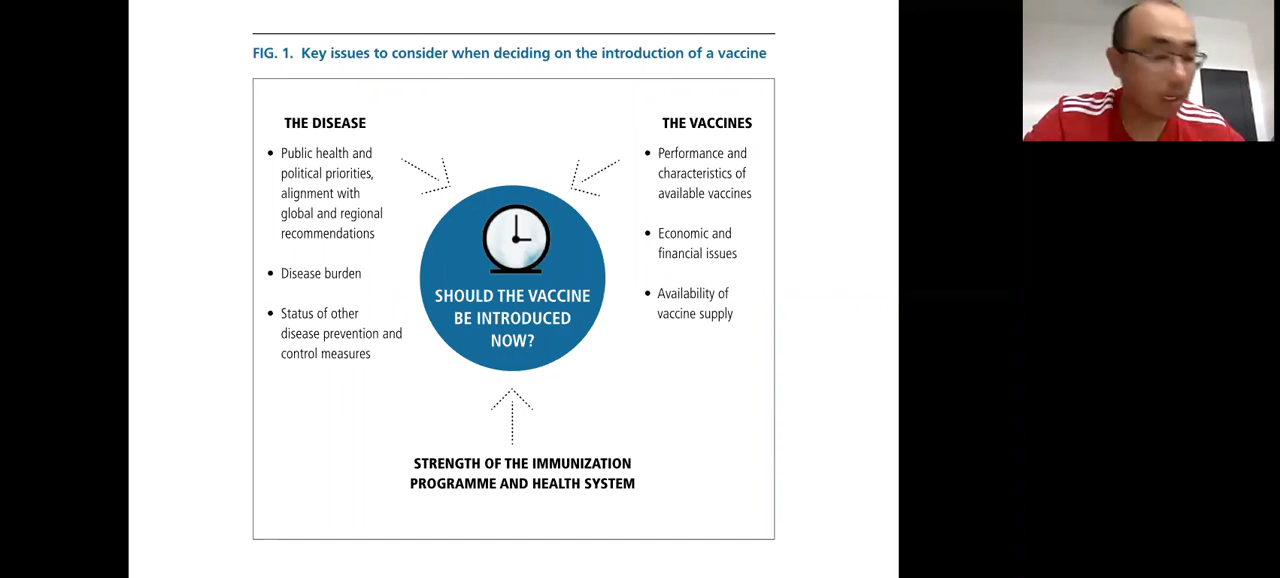 FIG. 1. Key issues to consider when deciding on the introduction of a vaccine
THE DISEASE
• Public health and
political priorities,
alignment with
global and regional
recommendations
• Disease burden
• Status of other
disease prevention and
control measures
THE VACCINES
• Performance and
characteristics of
available vaccines
• Economic and
financial issues
• Availability of
vaccine supply
SHOULD THE VACCINE
BE INTRODUCED
NOW?
STRENGTH OF THE IMMUNIZATION
PROGRAMME AND HEALTH SYSTEM